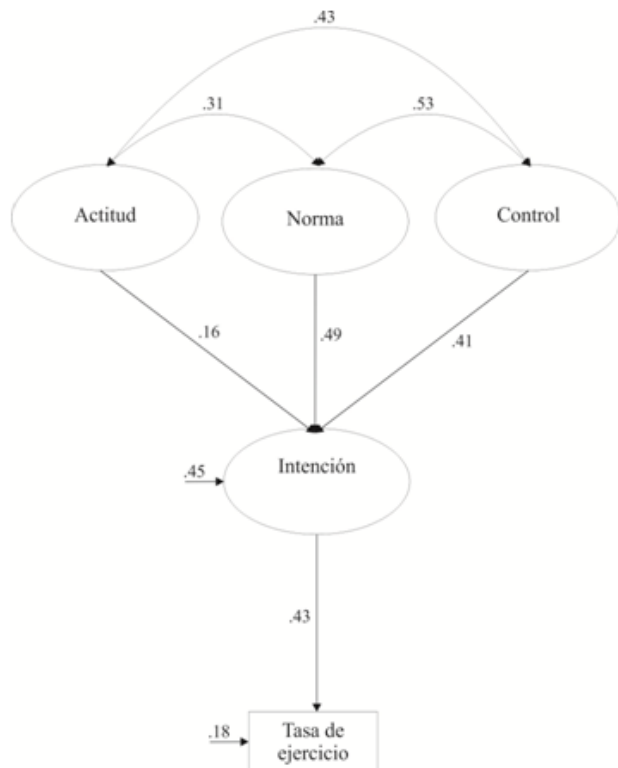 .43
.31
.53
Actitud
Norma
Control
.16
.49
.41
Intención
.45
.43
.18
Tasa de
ejercicio